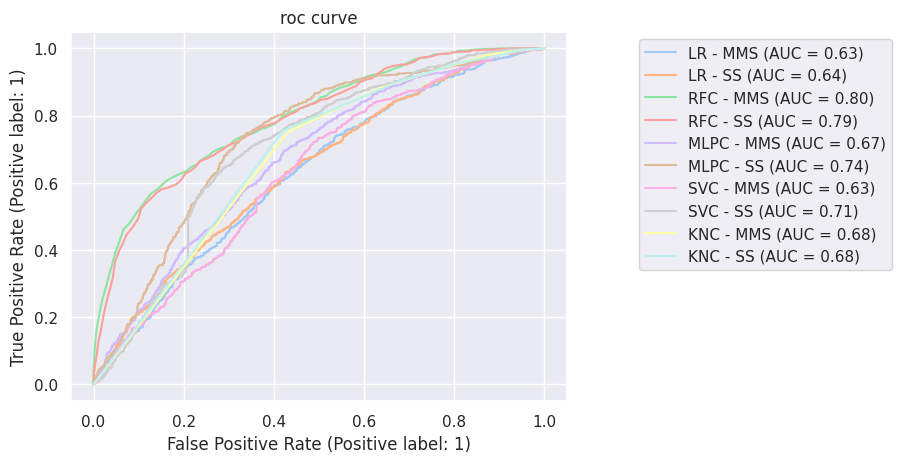 roc curve
True Positive Rate (Positive label: 1)
1.0
0.8
0.6
0.4
0.2
0.0
0.0 0.2 0.4 0.6 0.8 1.0
False Positive Rate (Positive label: 1)
LR - MMS (AUC = 0.63)
LR - SS (AUC = 0.64)
RFC - MMS (AUC = 0.80)
RFC - SS (AUC = 0.79)
MLPC - MMS (AUC = 0.67)
MLPC - SS (AUC = 0.74)
SVC - MMS (AUC = 0.63)
SVC - SS (AUC = 0.71)
KNC - MMS (AUC = 0.68)
KNC - SS (AUC = 0.68)